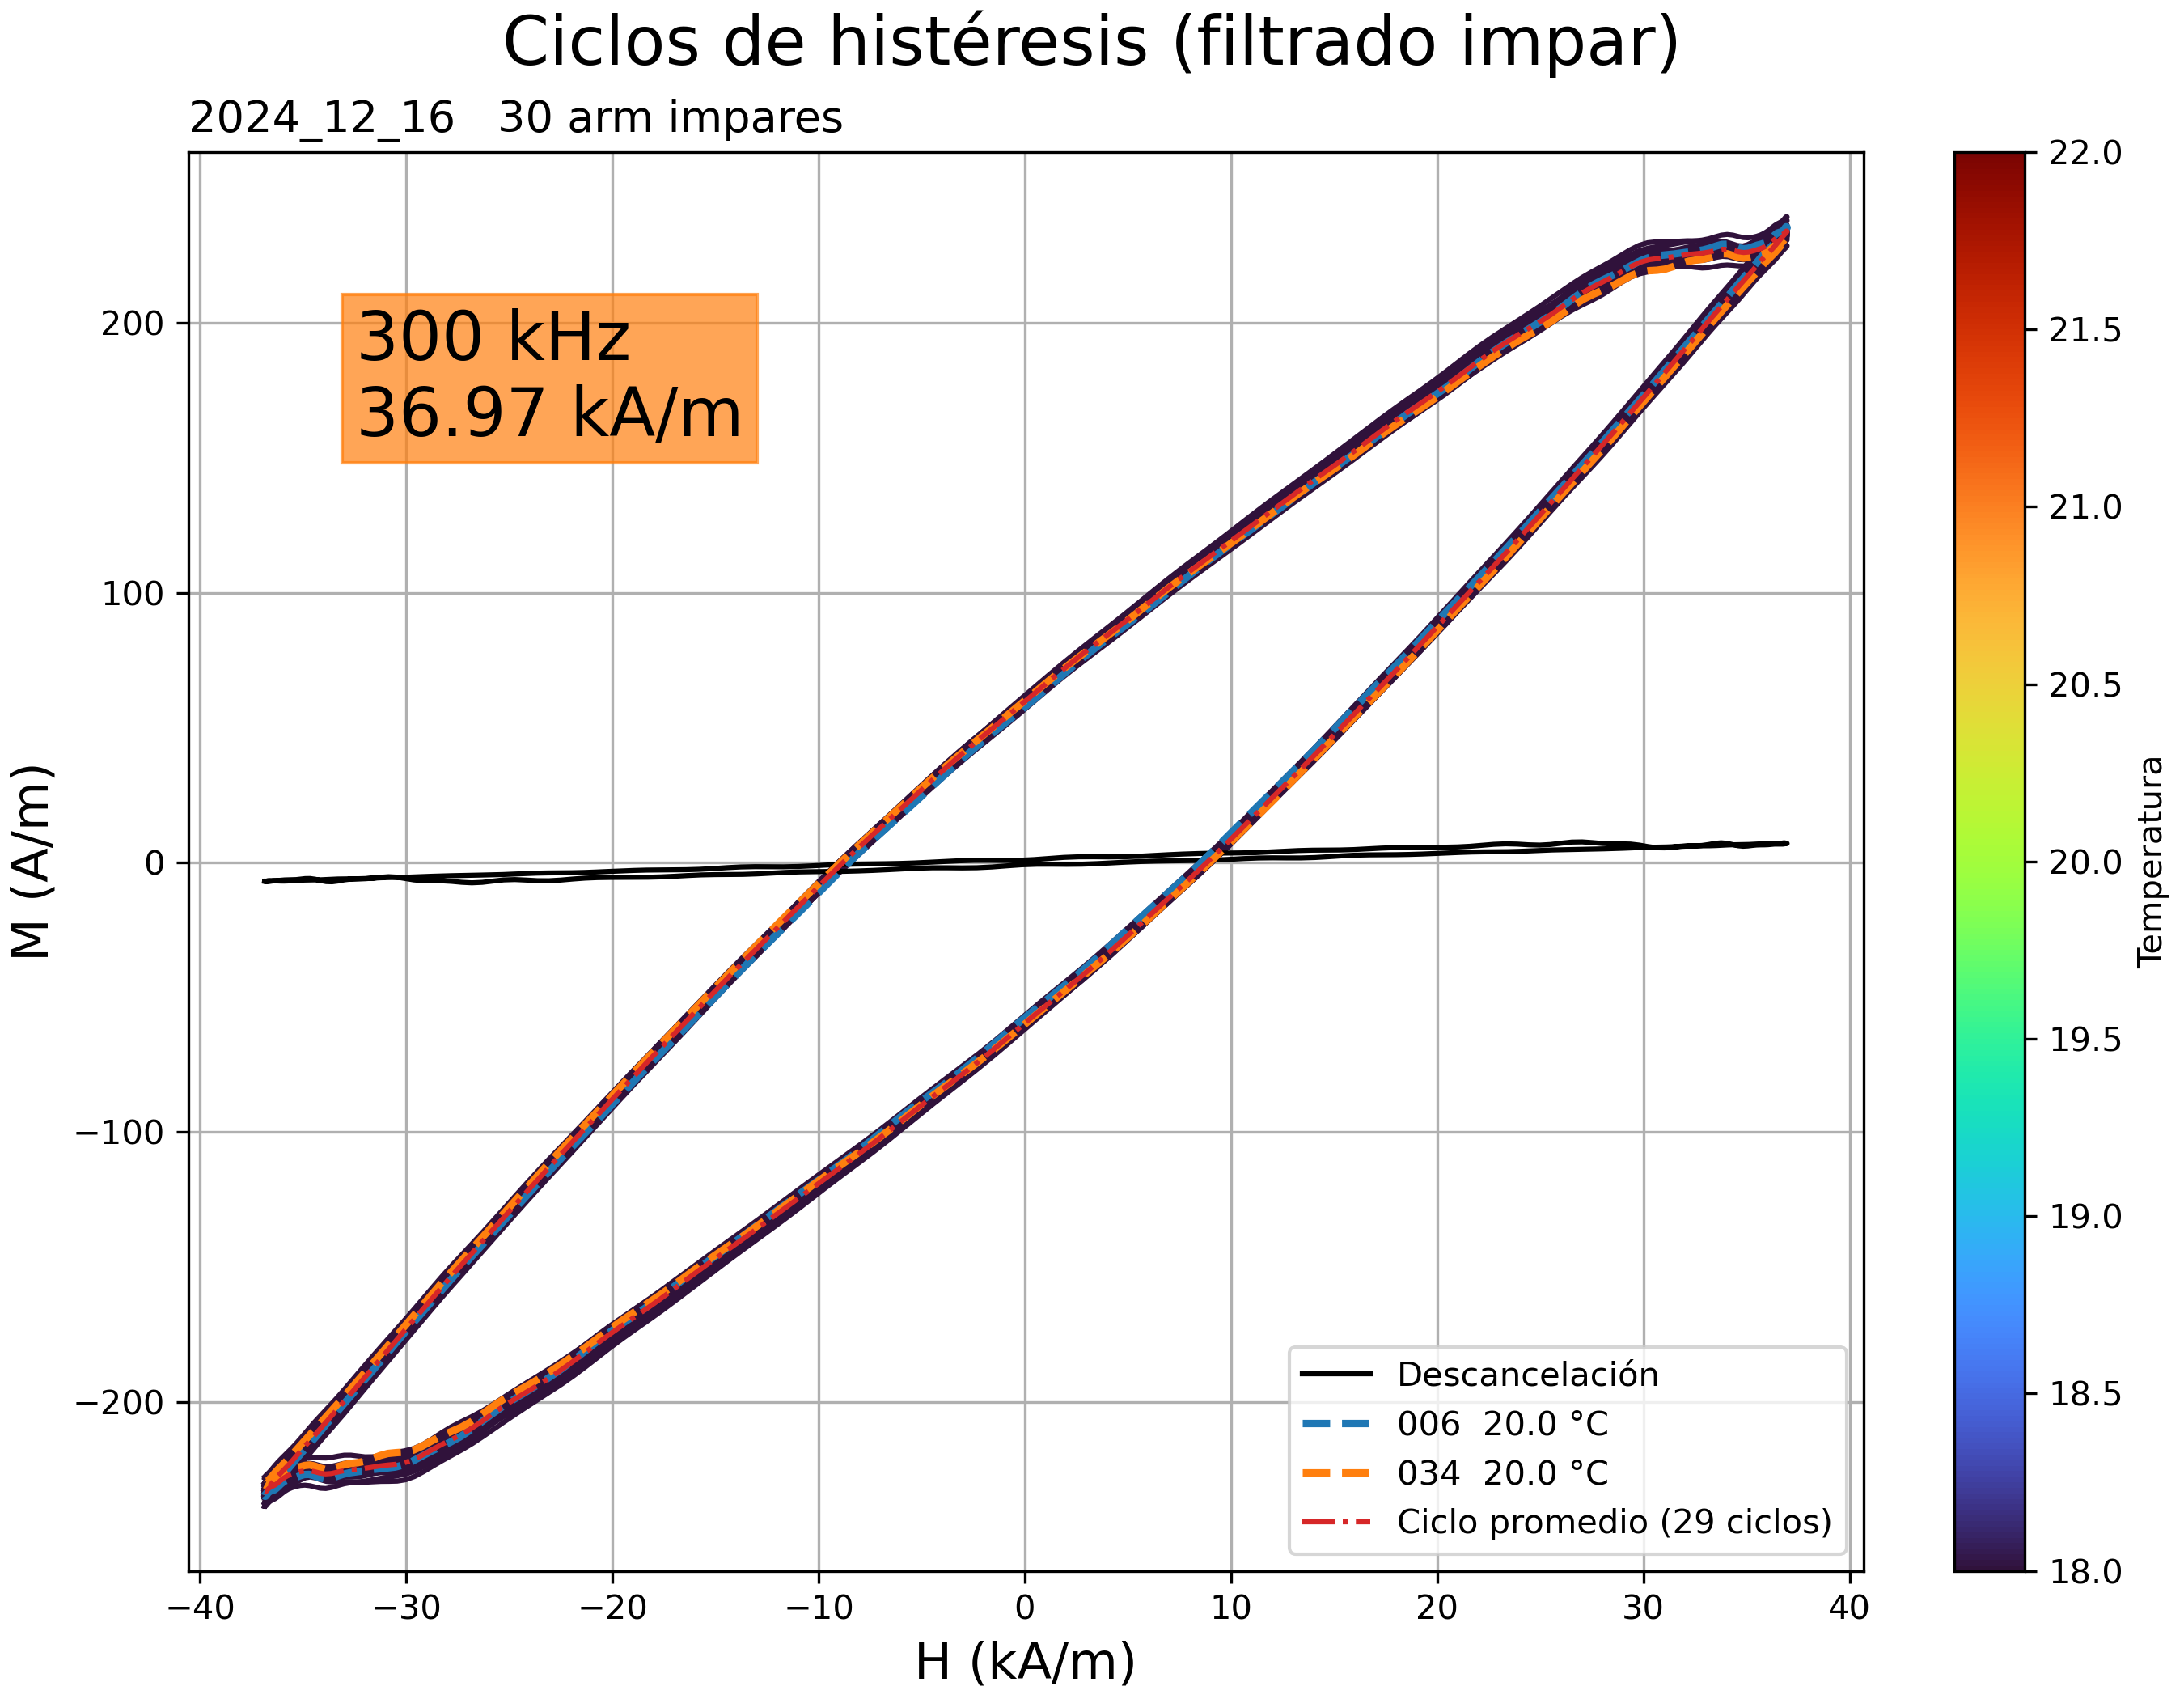 Ciclos de histéresis (filtrado impar)
2024_12_16   30 arm impares
300 kHz
36.97 kA/m
M (A/m)
200
100
0
−100
−200
−40
−30
−20
−10
0
10
20
30
40
H (kA/m)
Descancelación
006  20.0 °C
034  20.0 °C
Ciclo promedio (29 ciclos)
22.0
21.5
21.0
20.5
20.0
19.5
19.0
18.5
18.0
Temperatura